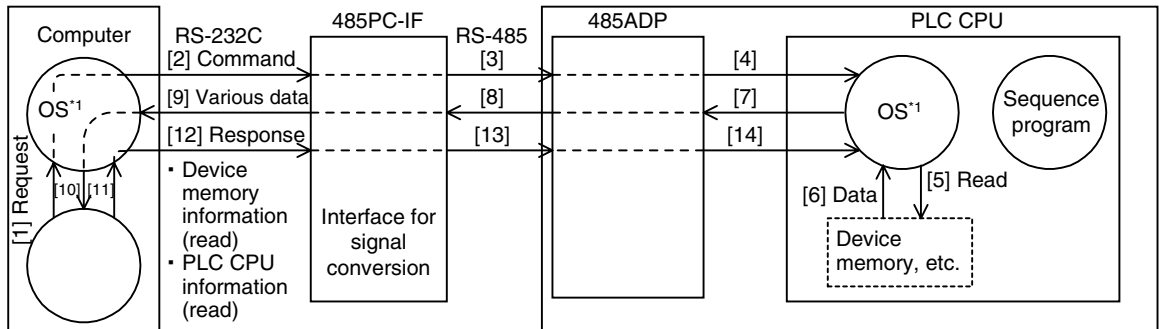 Computer
RS-232C
485PC-IF
RS-485
485ADP
PLC CPU
[2] Command
[3]
[4]
OS*1
[9] Various data
[8]
[7]
OS*1
Sequence
program
[12] Response
[13]
[14]
[1] Request
[10]
[11]
· Device
memory
information
(read)
· PLC CPU
information
(read)
Interface for
signal
conversion
[6] Data
[5] Read
Device
memory, etc.